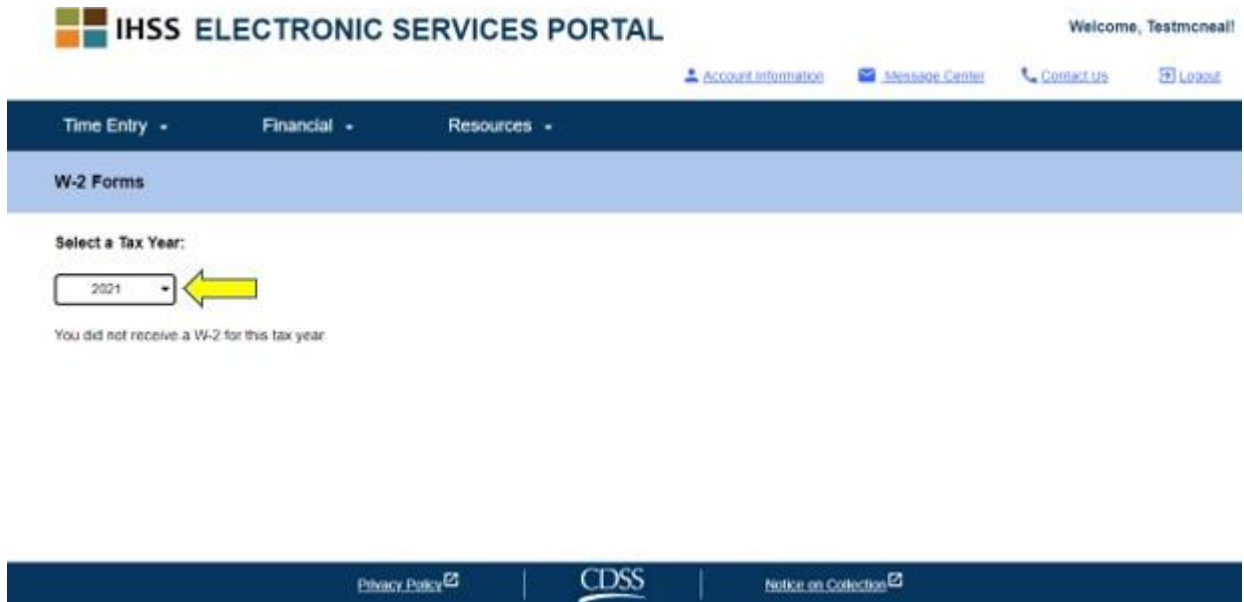 IHSS ELECTRONIC SERVICES PORTAL
Welcome, Testmcneal!
Account Information Message Center Contact Us Logout
Time Entry Financial Resources
W-2 Forms
Select a Tax Year:
2021
You did not receive a W-2 for this tax year
Privacy Policy CDSS Notice on Collection